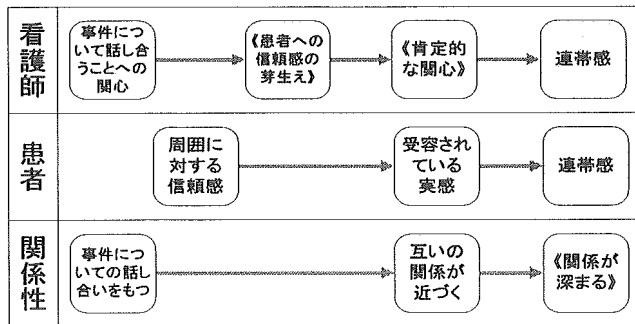 看護師
事件につ
いて話し合
うことへの
関心
《患者への
信頼感の
芽生え》
《肯定的
な関心》
連帯感
患者
周囲に
対する
信頼感
受容され
ている
実感
連帯感
関係性
事件につ
いての話し
合いをもつ
互いの
関係が
近づく
《関係が
深まる》